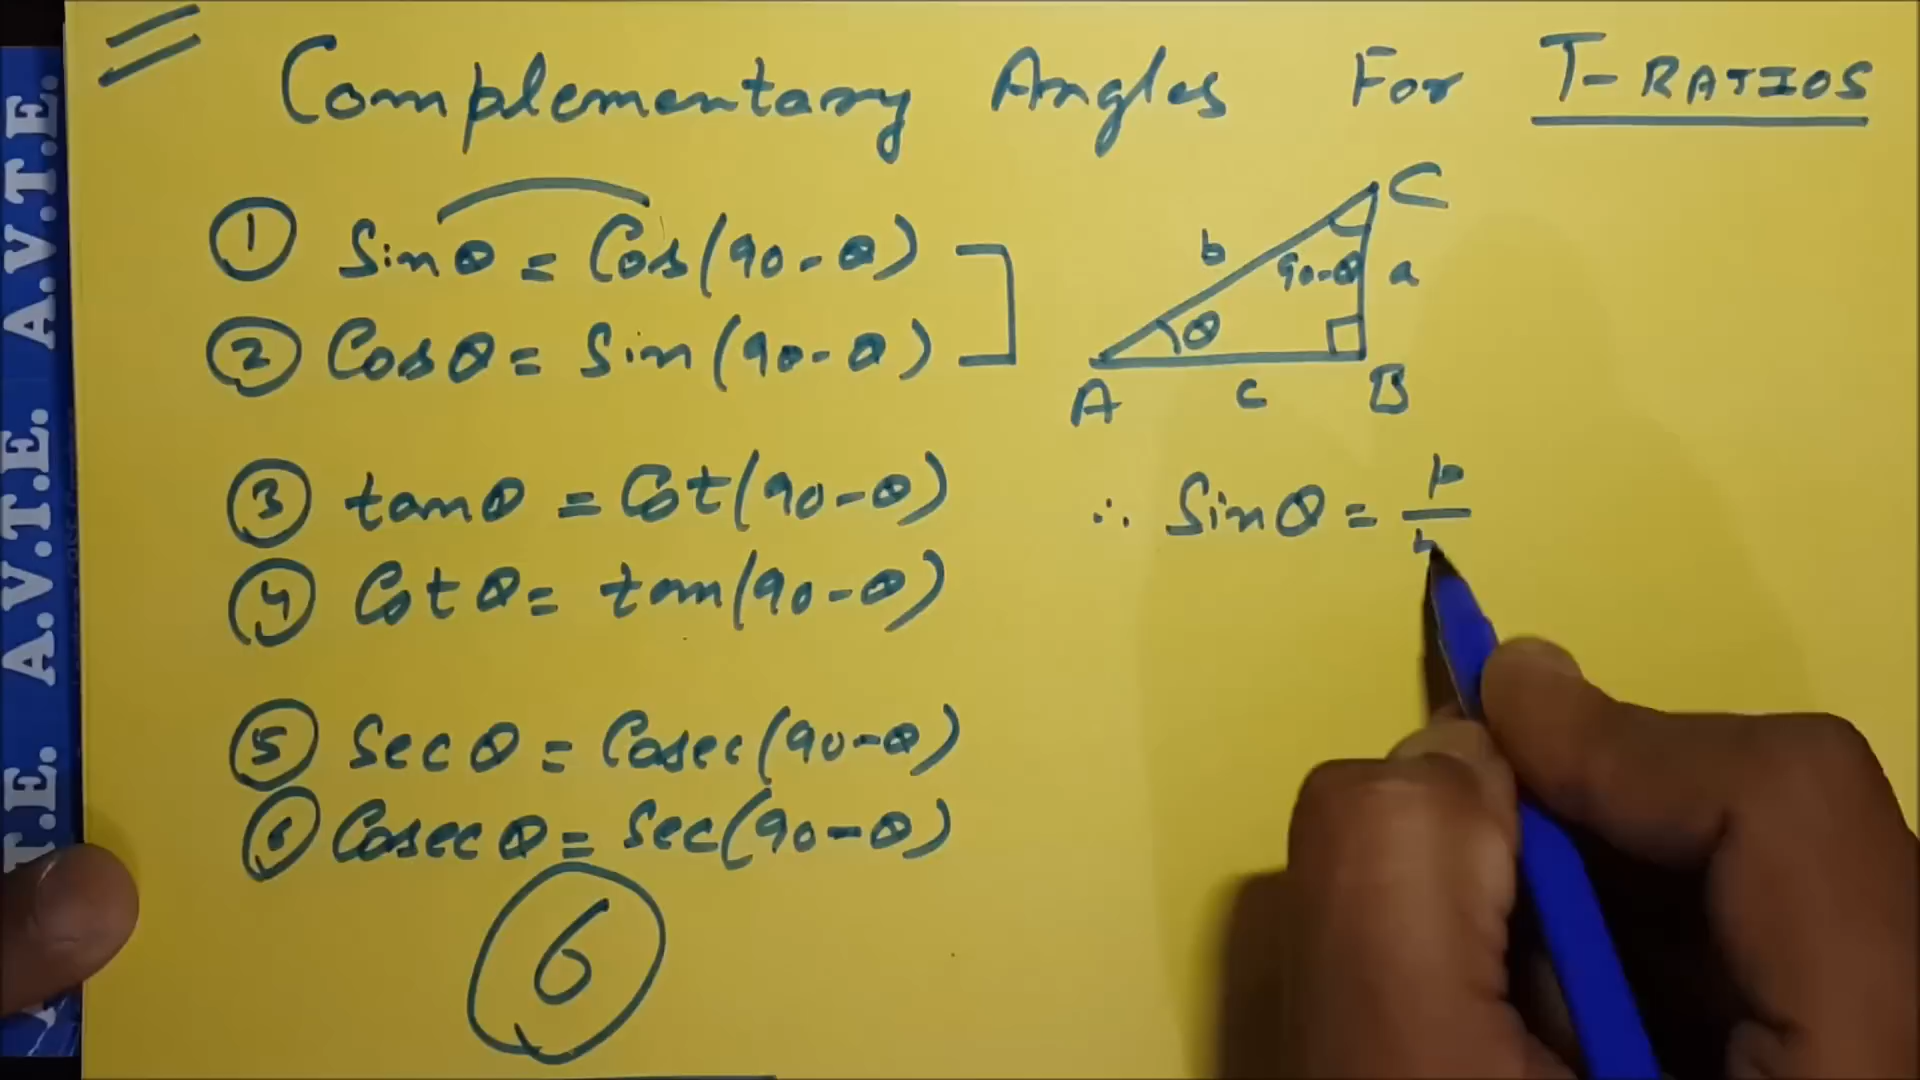 Complementary Angles For T-RATIOS
① Sinθ = Cos(90-θ)
② Cosθ = Sin(90-θ)
③ tanθ = Cot(90-θ)
④ Cotθ = tan(90-θ)
⑤ Secθ = Cosec(90-θ)
⑥ Cosecθ = Sec(90-θ)
6
C
b
90-θ
a
θ
A
c
B
∴ Sinθ = p/
A.V.T.E.
A.V.T.E.
A.V.T.E.
T.E.